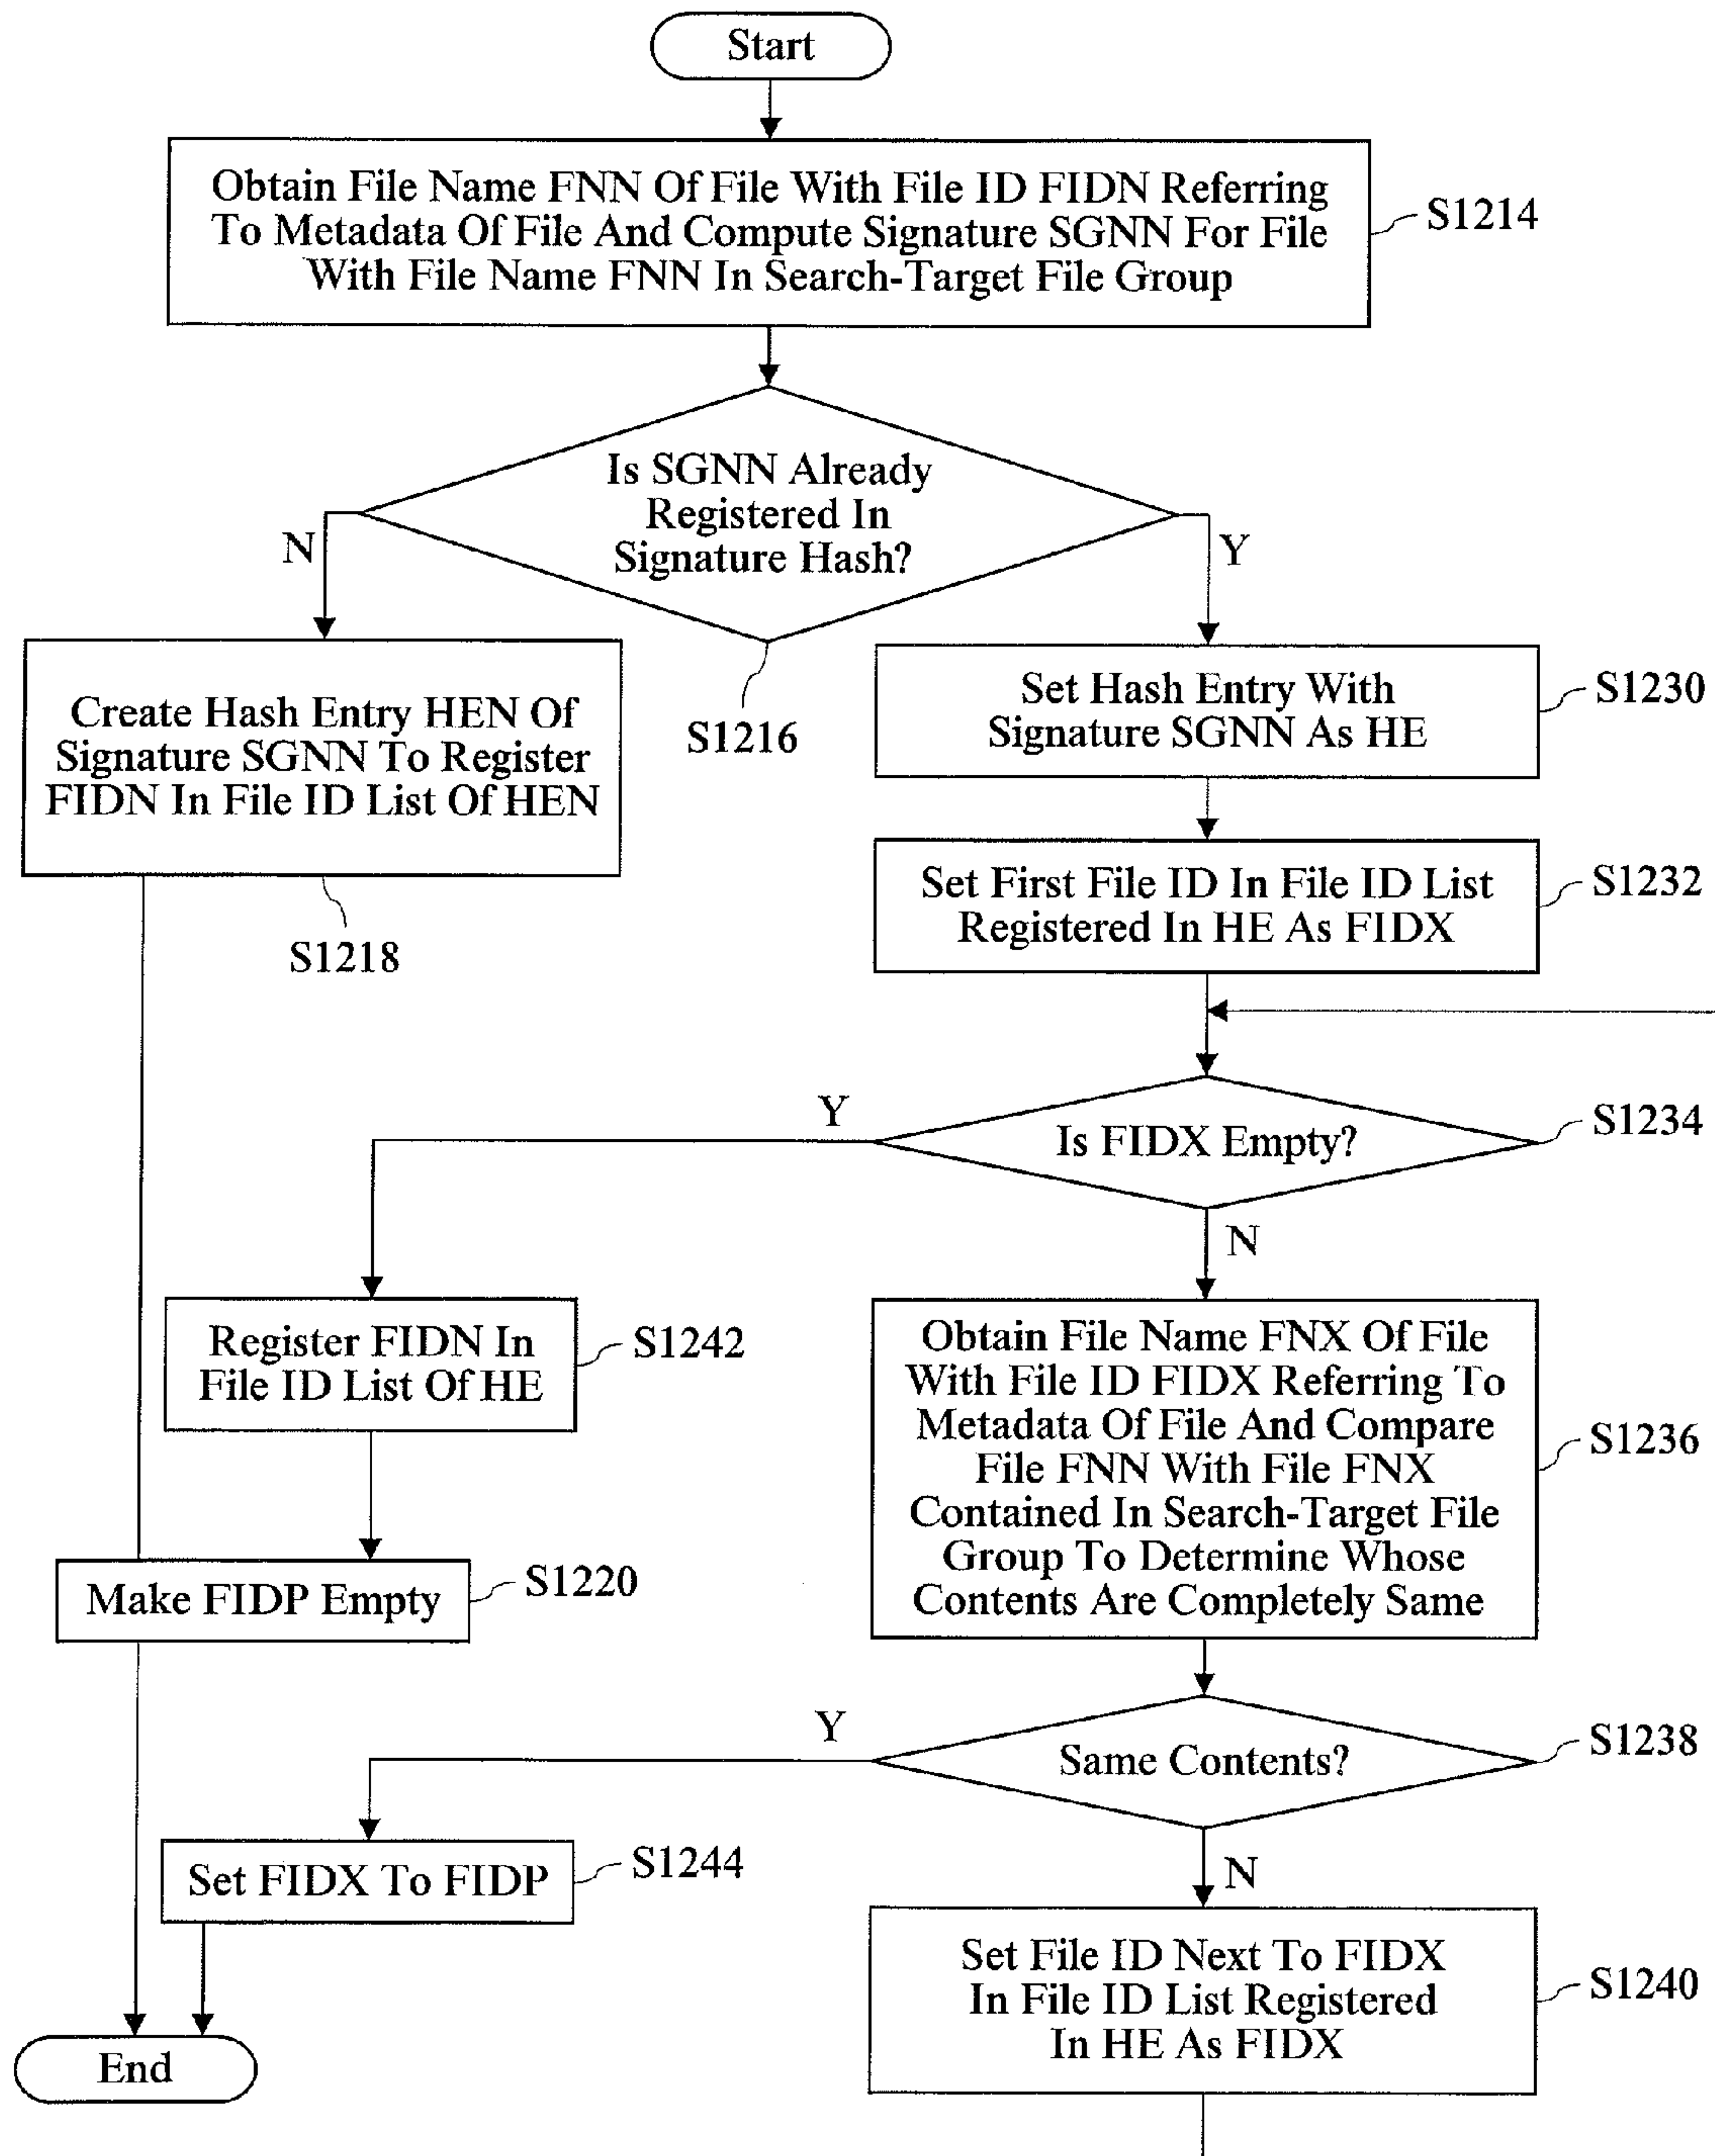 Start
Obtain File Name FNN Of File With File ID FIDN Referring
To Metadata Of File And Compute Signature SGNN For File
With File Name FNN In Search-Target File Group
S1214
Is SGNN Already
Registered In
Signature Hash?
N
Y
S1216
Create Hash Entry HEN Of
Signature SGNN To Register
FIDN In File ID List Of HEN
S1218
Set Hash Entry With
Signature SGNN As HE
S1230
Set First File ID In File ID List
Registered In HE As FIDX
S1232
Is FIDX Empty?
S1234
Y
N
Register FIDN In
File ID List Of HE
S1242
Make FIDP Empty
S1220
Obtain File Name FNX Of File
With File ID FIDX Referring To
Metadata Of File And Compare
File FNN With File FNX
Contained In Search-Target File
Group To Determine Whose
Contents Are Completely Same
S1236
Same Contents?
S1238
Y
N
Set FIDX To FIDP
S1244
Set File ID Next To FIDX
In File ID List Registered
In HE As FIDX
S1240
End